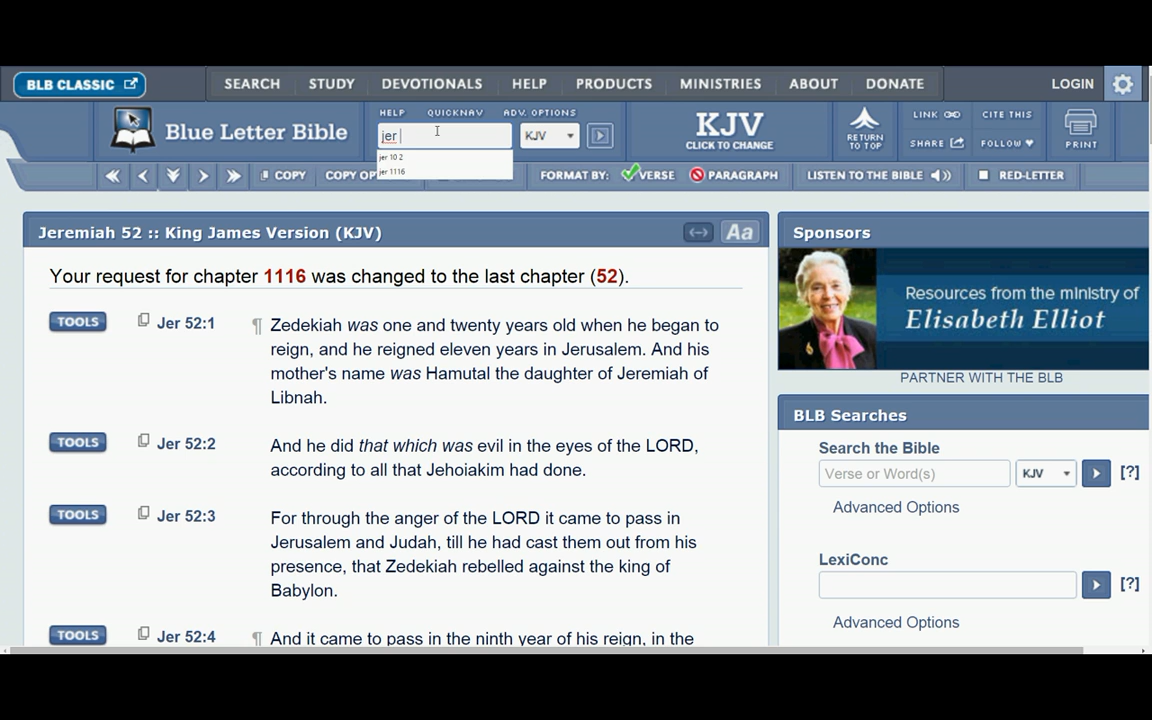 BLB CLASSIC
SEARCH STUDY DEVOTIONALS HELP PRODUCTS MINISTRIES ABOUT DONATE
LOGIN
Blue Letter Bible
HELP QUICKNAV ADV. OPTIONS
jer
KJV
jer 10 2
jer 1116
KJV
CLICK TO CHANGE
RETURN
TO TOP
LINK
CITE THIS
SHARE
FOLLOW
PRINT
COPY
COPY OP
FORMAT BY: VERSE PARAGRAPH
LISTEN TO THE BIBLE
RED-LETTER
Jeremiah 52 :: King James Version (KJV)
Aa
Your request for chapter 1116 was changed to the last chapter (52).
TOOLS Jer 52:1 ¶ Zedekiah was one and twenty years old when he began to
reign, and he reigned eleven years in Jerusalem. And his
mother's name was Hamutal the daughter of Jeremiah of
Libnah.
TOOLS Jer 52:2 And he did that which was evil in the eyes of the LORD,
according to all that Jehoiakim had done.
TOOLS Jer 52:3 For through the anger of the LORD it came to pass in
Jerusalem and Judah, till he had cast them out from his
presence, that Zedekiah rebelled against the king of
Babylon.
TOOLS Jer 52:4 ¶ And it came to pass in the ninth year of his reign, in the
Sponsors
Resources from the ministry of
Elisabeth Elliot
PARTNER WITH THE BLB
BLB Searches
Search the Bible
Verse or Word(s) KJV [?]
Advanced Options
LexiConc
[?]
Advanced Options